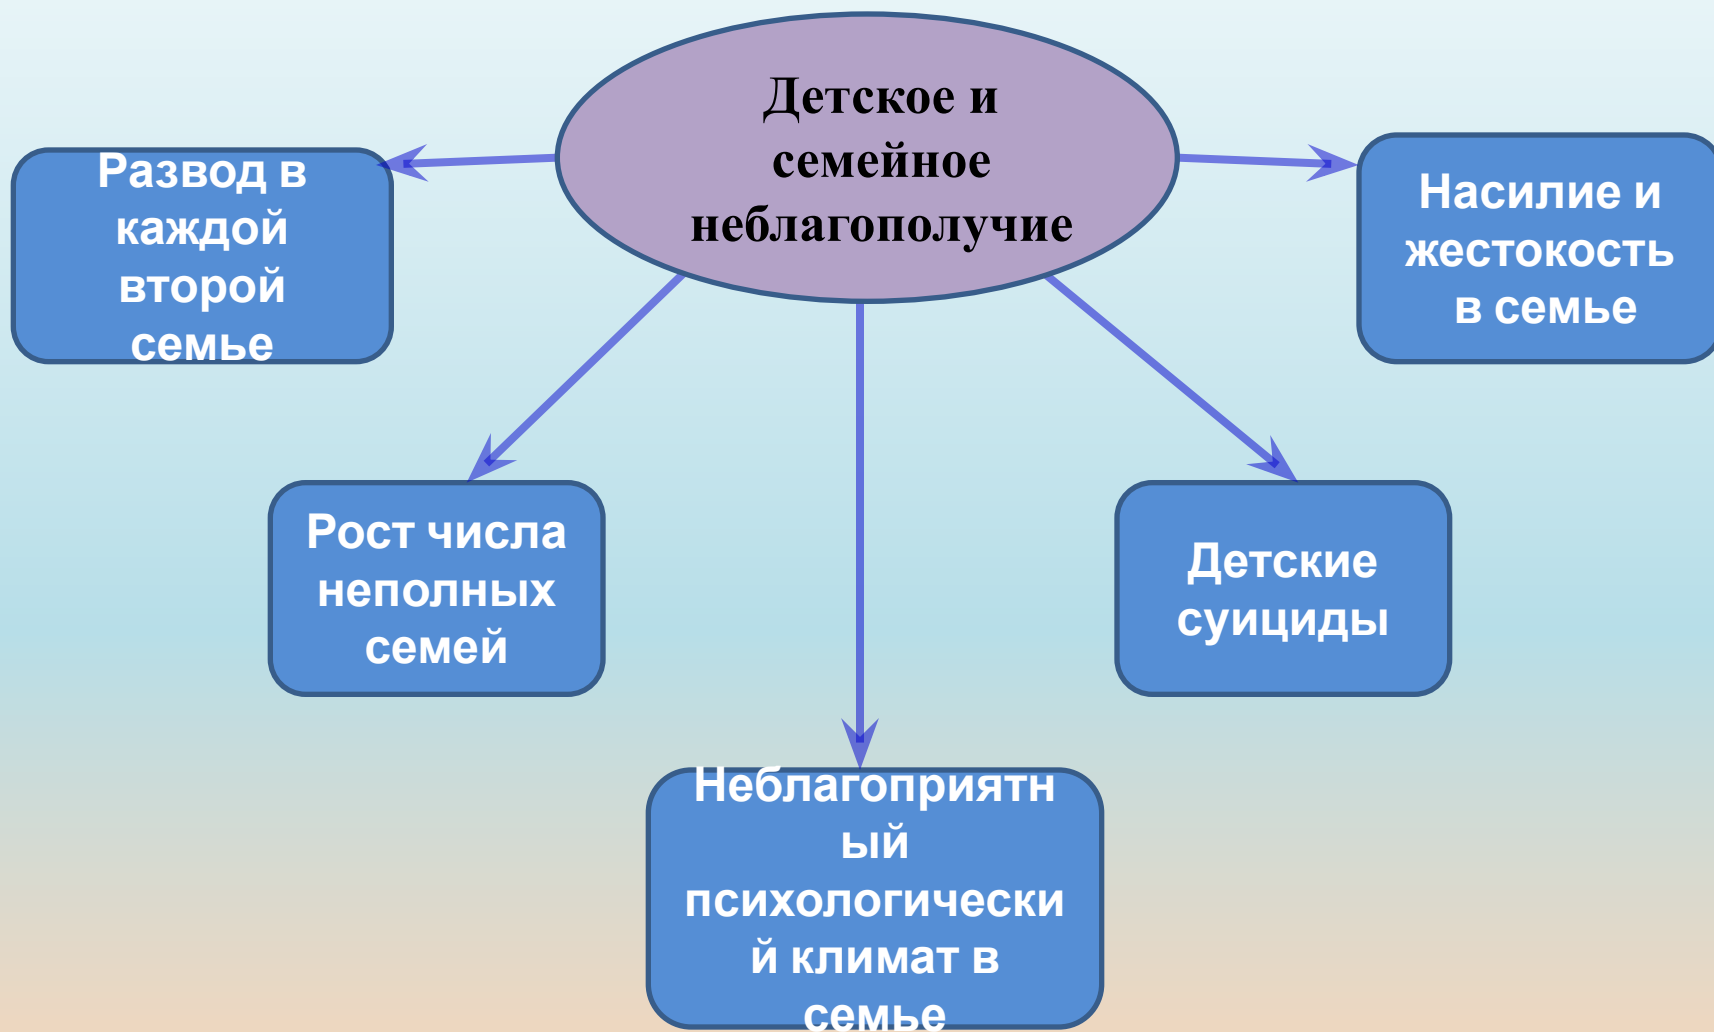 Детское и
семейное
неблагополучие
Развод в
каждой
второй
семье
Насилие и
жестокость
в семье
Рост числа
неполных
семей
Детские
суициды
Неблагоприятн
ый
психологически
й климат в
семье